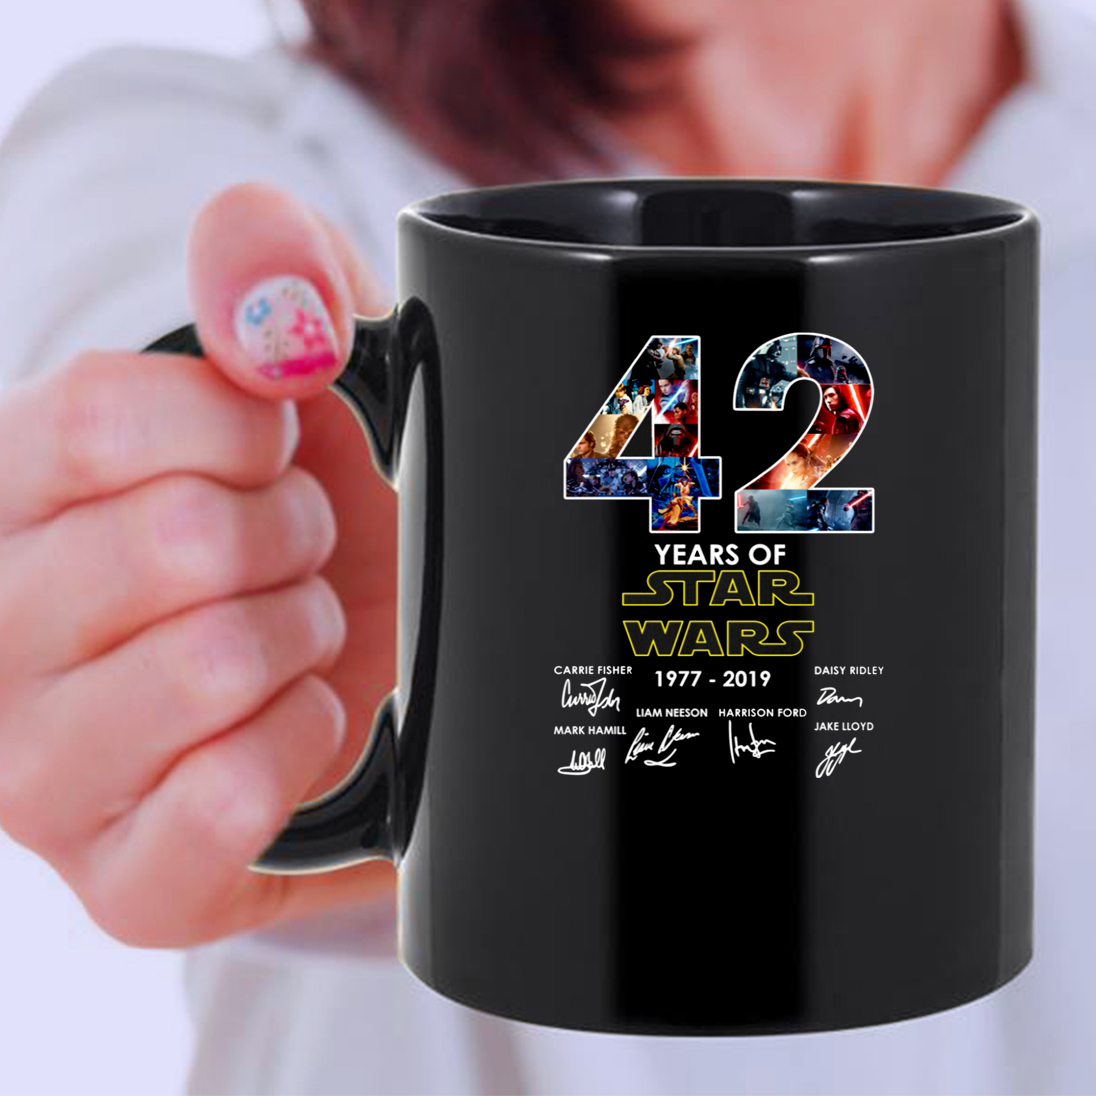 42
YEARS OF
STAR
WARS
1977 - 2019
CARRIE FISHER
DAISY RIDLEY
LIAM NEESON
HARRISON FORD
MARK HAMILL
JAKE LLOYD